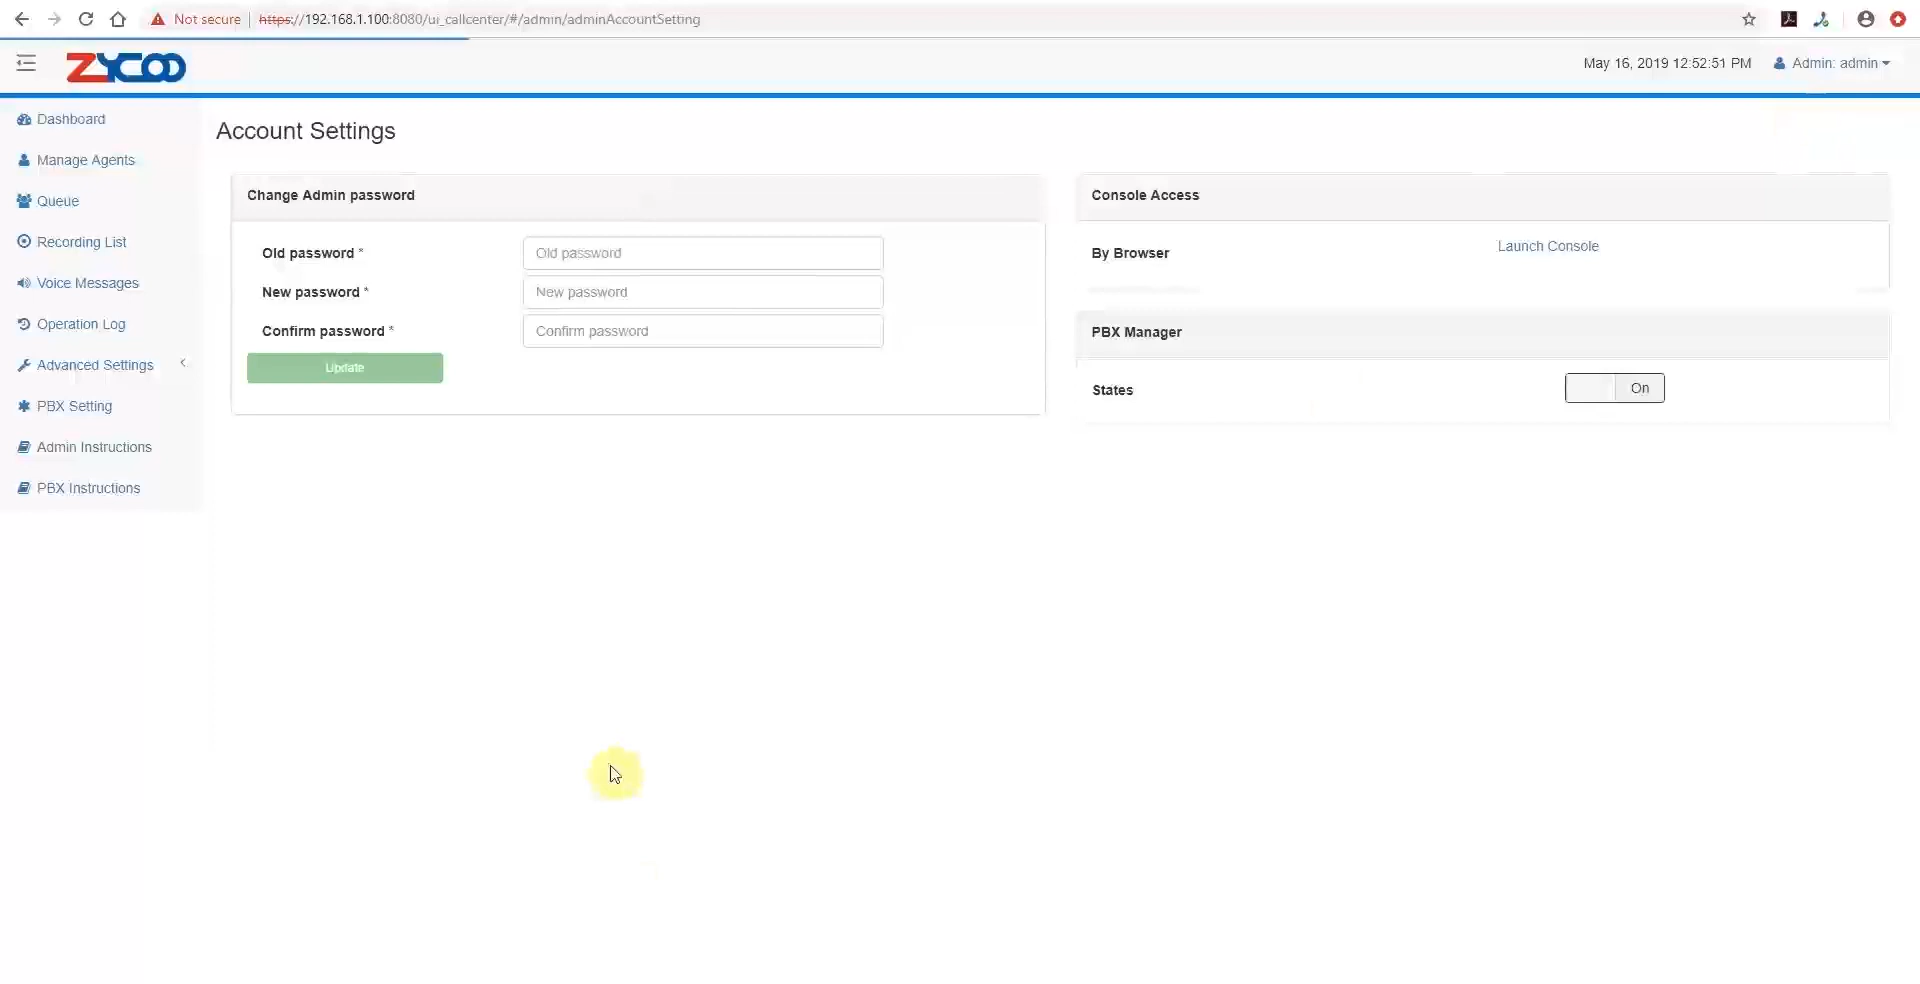 Not secure | https://192.168.1.100:8080/ui_callcenter/#/admin/adminAccountSetting
ZYCOO
May 16, 2019 12:52:51 PM
Admin: admin
Dashboard
Manage Agents
Queue
Recording List
Voice Messages
Operation Log
Advanced Settings
PBX Setting
Admin Instructions
PBX Instructions
Account Settings
Change Admin password
Old password * Old password
New password * New password
Confirm password * Confirm password
Update
Console Access
By Browser Launch Console
PBX Manager
States On